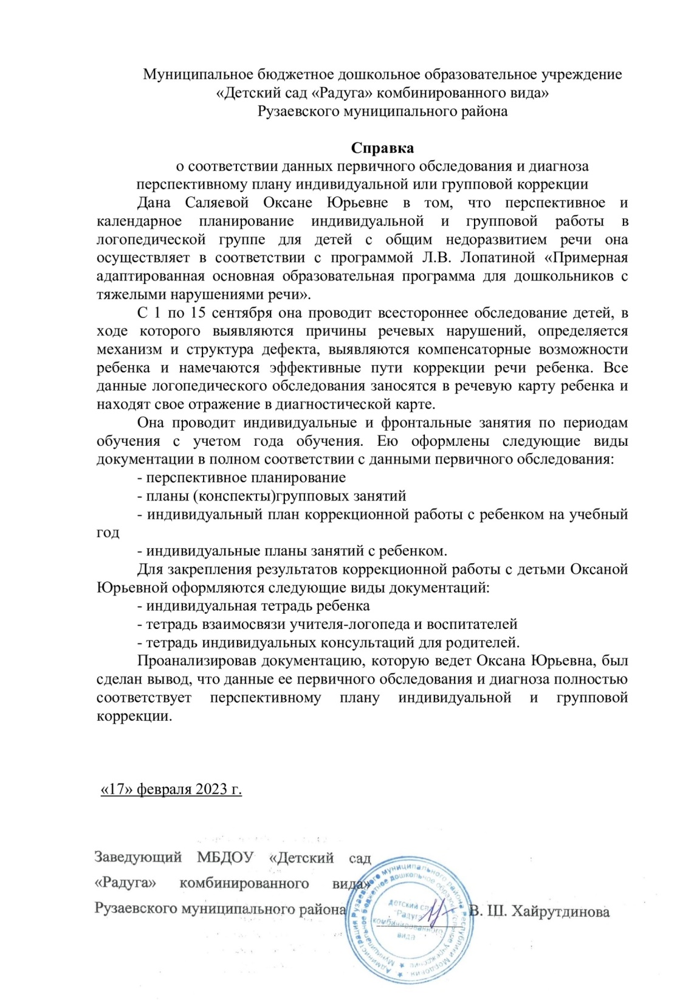 Муниципальное бюджетное дошкольное образовательное учреждение
«Детский сад «Радуга» комбинированного вида»
Рузаевского муниципального района
Справка
о соответствии данных первичного обследования и диагноза
перспективному плану индивидуальной или групповой коррекции
Дана Саляевой Оксане Юрьевне в том, что перспективное и
календарное планирование индивидуальной и групповой работы в
логопедической группе для детей с общим недоразвитием речи она
осуществляет в соответствии с программой Л.В. Лопатиной «Примерная
адаптированная основная образовательная программа для дошкольников с
тяжелыми нарушениями речи».
С 1 по 15 сентября она проводит всестороннее обследование детей, в
ходе которого выявляются причины речевых нарушений, определяется
механизм и структура дефекта, выявляются компенсаторные возможности
ребенка и намечаются эффективные пути коррекции речи ребенка. Все
данные логопедического обследования заносятся в речевую карту ребенка и
находят свое отражение в диагностической карте.
Она проводит индивидуальные и фронтальные занятия по периодам
обучения с учетом года обучения. Ею оформлены следующие виды
документации в полном соответствии с данными первичного обследования:
- перспективное планирование
- планы (конспекты)групповых занятий
- индивидуальный план коррекционной работы с ребенком на учебный
год
- индивидуальные планы занятий с ребенком.
Для закрепления результатов коррекционной работы с детьми Оксаной
Юрьевной оформляются следующие виды документаций:
- индивидуальная тетрадь ребенка
- тетрадь взаимосвязи учителя-логопеда и воспитателей
- тетрадь индивидуальных консультаций для родителей.
Проанализировав документацию, которую ведет Оксана Юрьевна, был
сделан вывод, что данные ее первичного обследования и диагноза полностью
соответствует перспективному плану индивидуальной и групповой
коррекции.
«17» февраля 2023 г.
Заведующий МБДОУ «Детский сад
«Радуга» комбинированного вида»
Рузаевского муниципального района В. Ш. Хайрутдинова
Администрация Рузаевского муниципального района Республики Мордовия
Муниципальное бюджетное дошкольное образовательное учреждение
детский сад
"Радуга"
комбинированного
вида